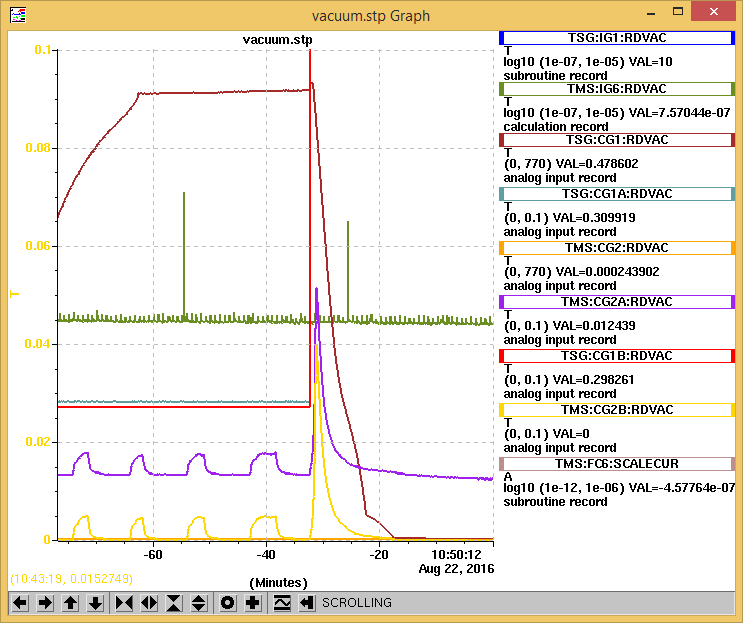 vacuum.stp Graph
vacuum.stp
0.1
0.08
0.06
T
0.04
0.02
0
-60
-40
-20
10:50:12
Aug 22, 2016
(10:43:19, 0.0152749)
(Minutes)
TSG:IG1:RDVAC
T
log10 (1e-07, 1e-05) VAL=10
subroutine record
TMS:IG6:RDVAC
T
log10 (1e-07, 1e-05) VAL=7.57044e-07
calculation record
TSG:CG1:RDVAC
T
(0, 770) VAL=0.478602
analog input record
TSG:CG1A:RDVAC
T
(0, 0.1) VAL=0.309919
analog input record
TMS:CG2:RDVAC
T
(0, 770) VAL=0.000243902
analog input record
TMS:CG2A:RDVAC
T
(0, 0.1) VAL=0.012439
analog input record
TSG:CG1B:RDVAC
T
(0, 0.1) VAL=0.298261
analog input record
TMS:CG2B:RDVAC
T
(0, 0.1) VAL=0
analog input record
TMS:FC6:SCALECUR
A
log10 (1e-12, 1e-06) VAL=-4.57764e-07
subroutine record
SCROLLING